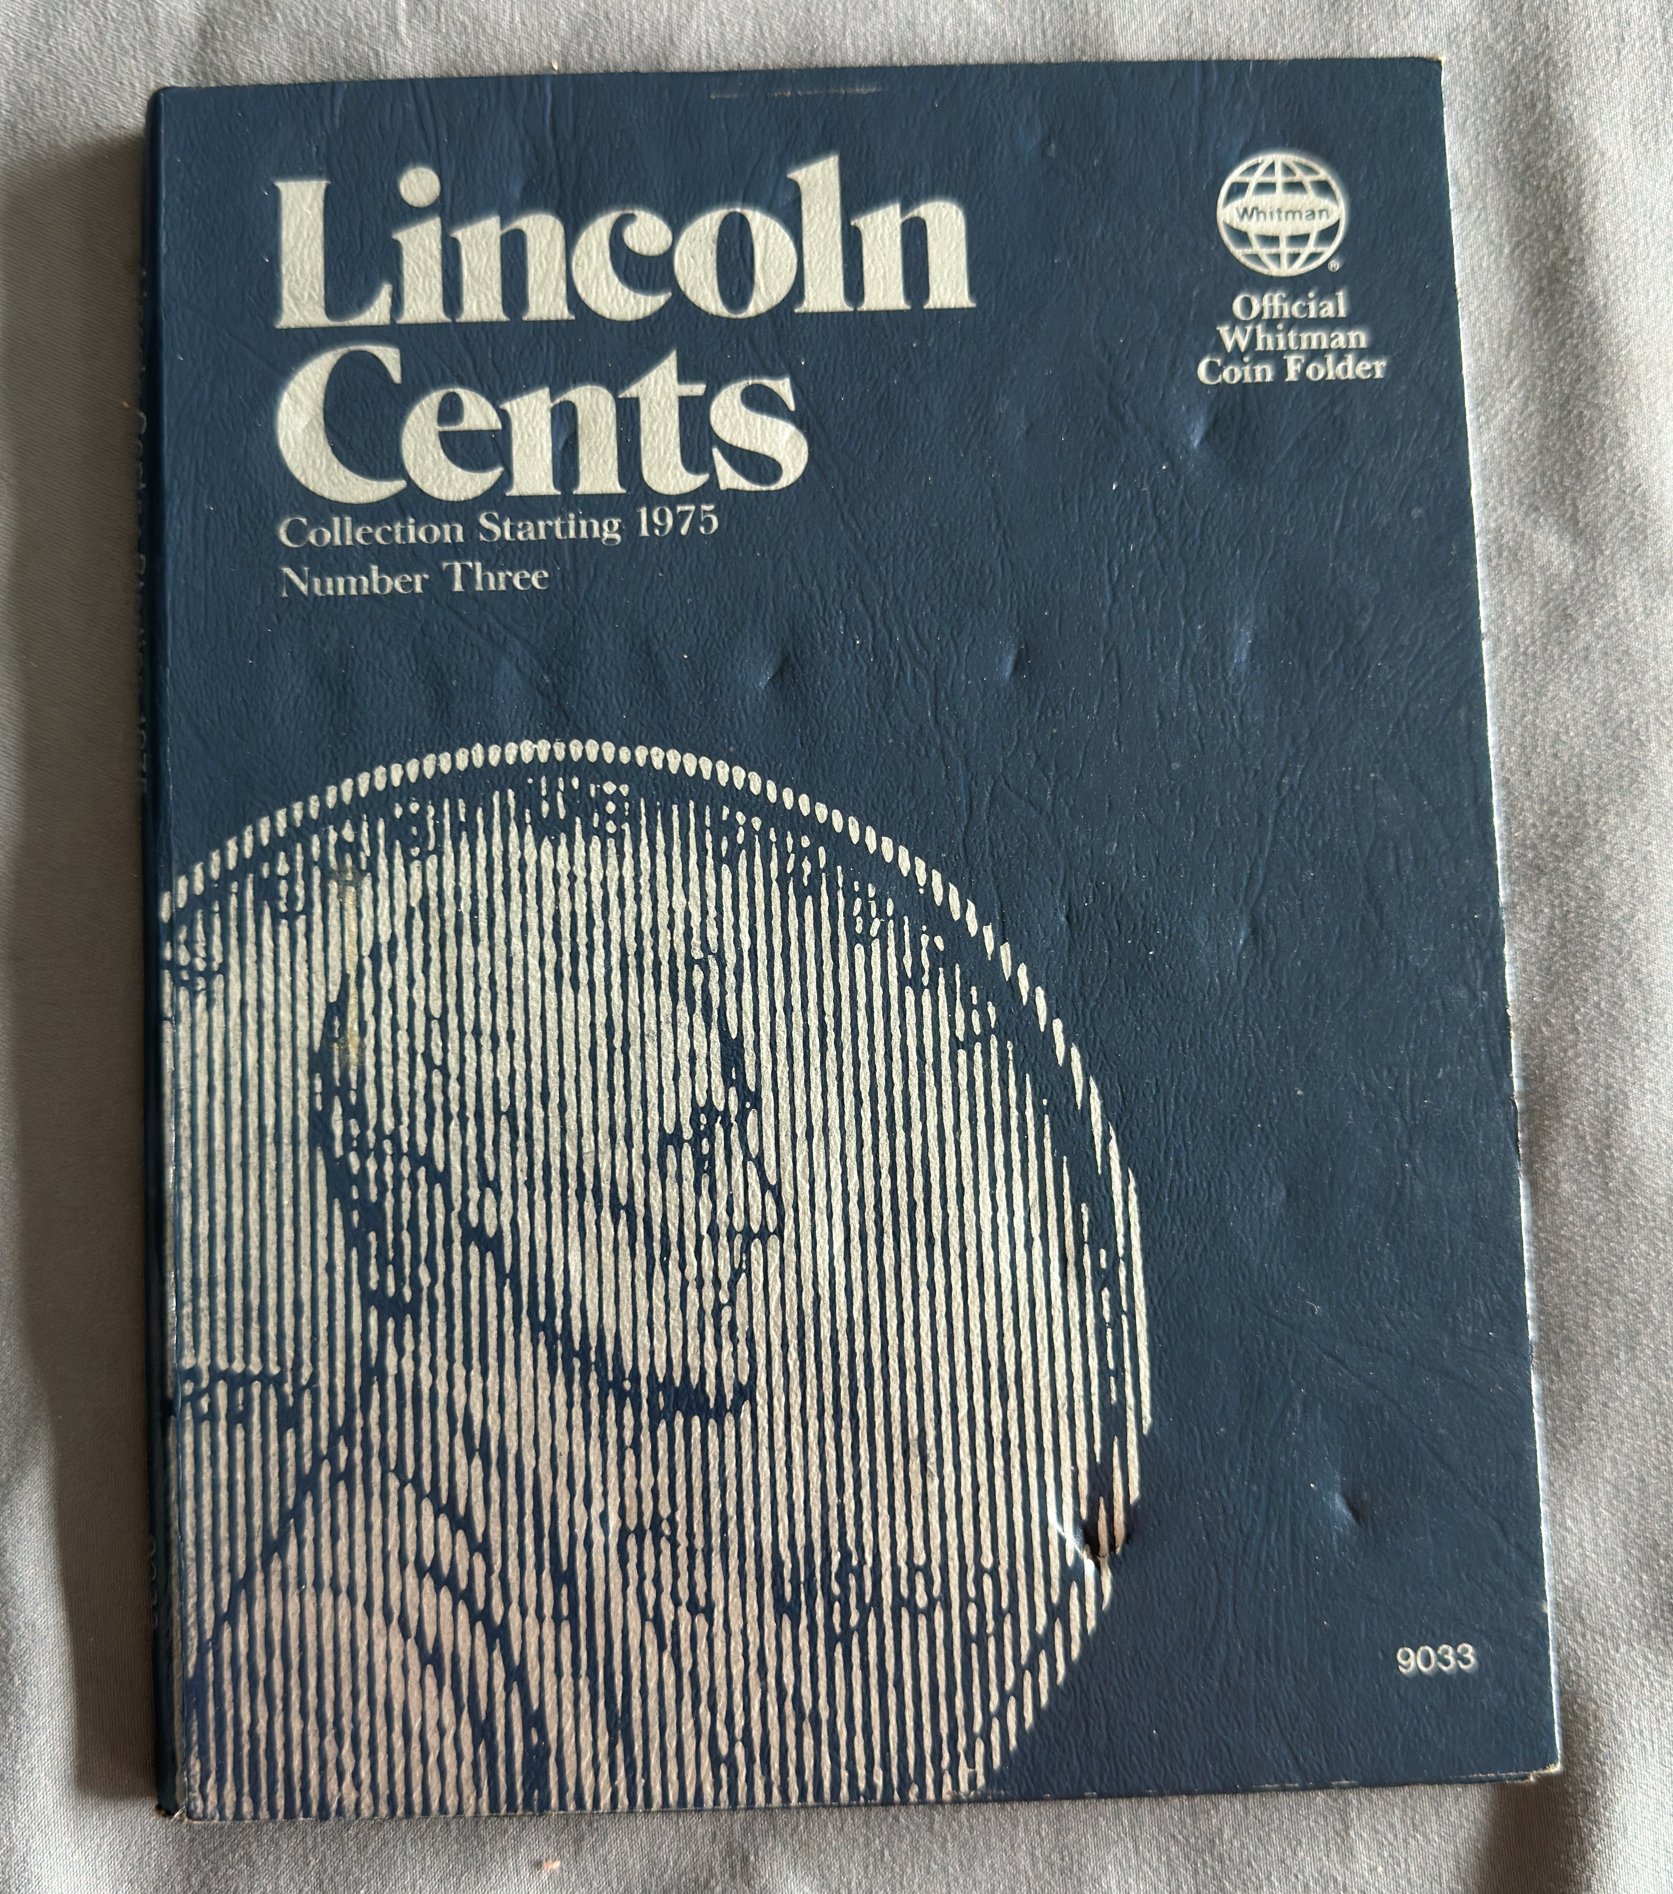 Lincoln
Cents
Collection Starting 1975
Number Three
Whitman
®
Official
Whitman
Coin Folder
9033